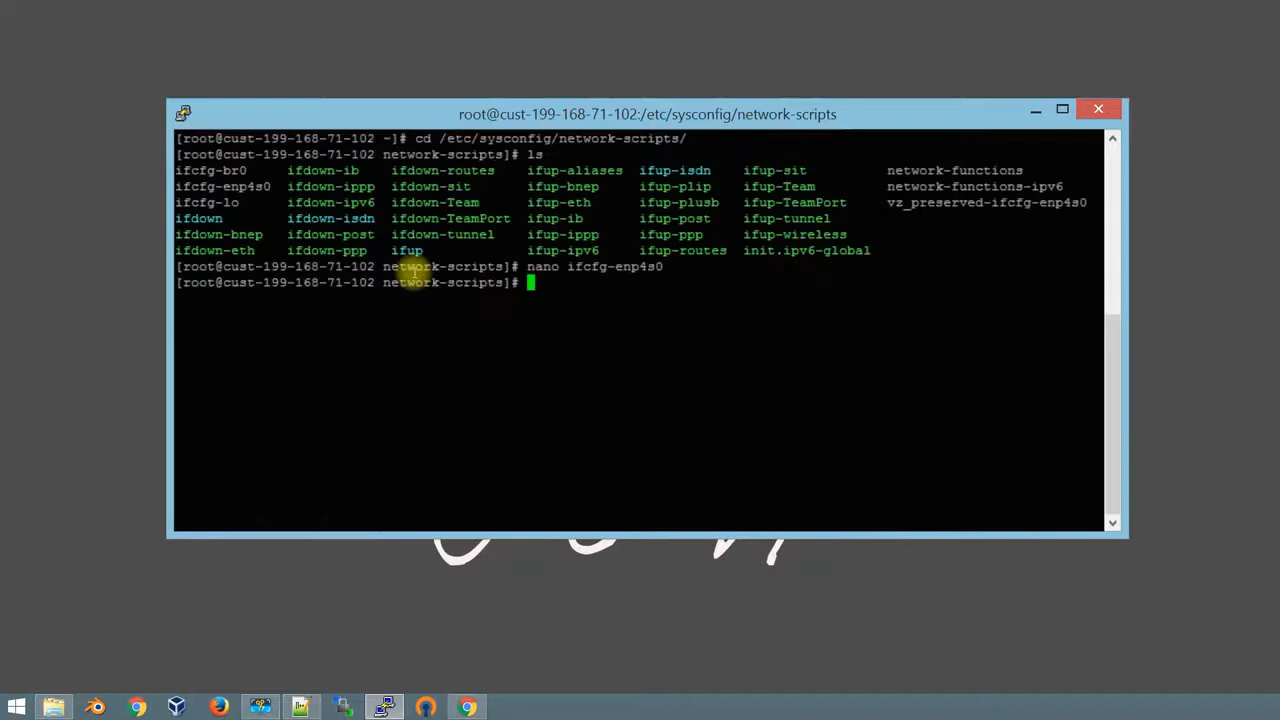 root@cust-199-168-71-102:/etc/sysconfig/network-scripts
[root@cust-199-168-71-102 ~]# cd /etc/sysconfig/network-scripts/
[root@cust-199-168-71-102 network-scripts]# ls
ifcfg-br0 ifdown-ib ifdown-routes ifup-aliases ifup-isdn ifup-sit network-functions
ifcfg-enp4s0 ifdown-ippp ifdown-sit ifup-bnep ifup-plip ifup-Team network-functions-ipv6
ifcfg-lo ifdown-ipv6 ifdown-Team ifup-eth ifup-plusb ifup-TeamPort vz_preserved-ifcfg-enp4s0
ifdown ifdown-isdn ifdown-TeamPort ifup-ib ifup-post ifup-tunnel
ifdown-bnep ifdown-post ifdown-tunnel ifup-ippp ifup-ppp ifup-wireless
ifdown-eth ifdown-ppp ifup ifup-ipv6 ifup-routes init.ipv6-global
[root@cust-199-168-71-102 network-scripts]# nano ifcfg-enp4s0
[root@cust-199-168-71-102 network-scripts]#